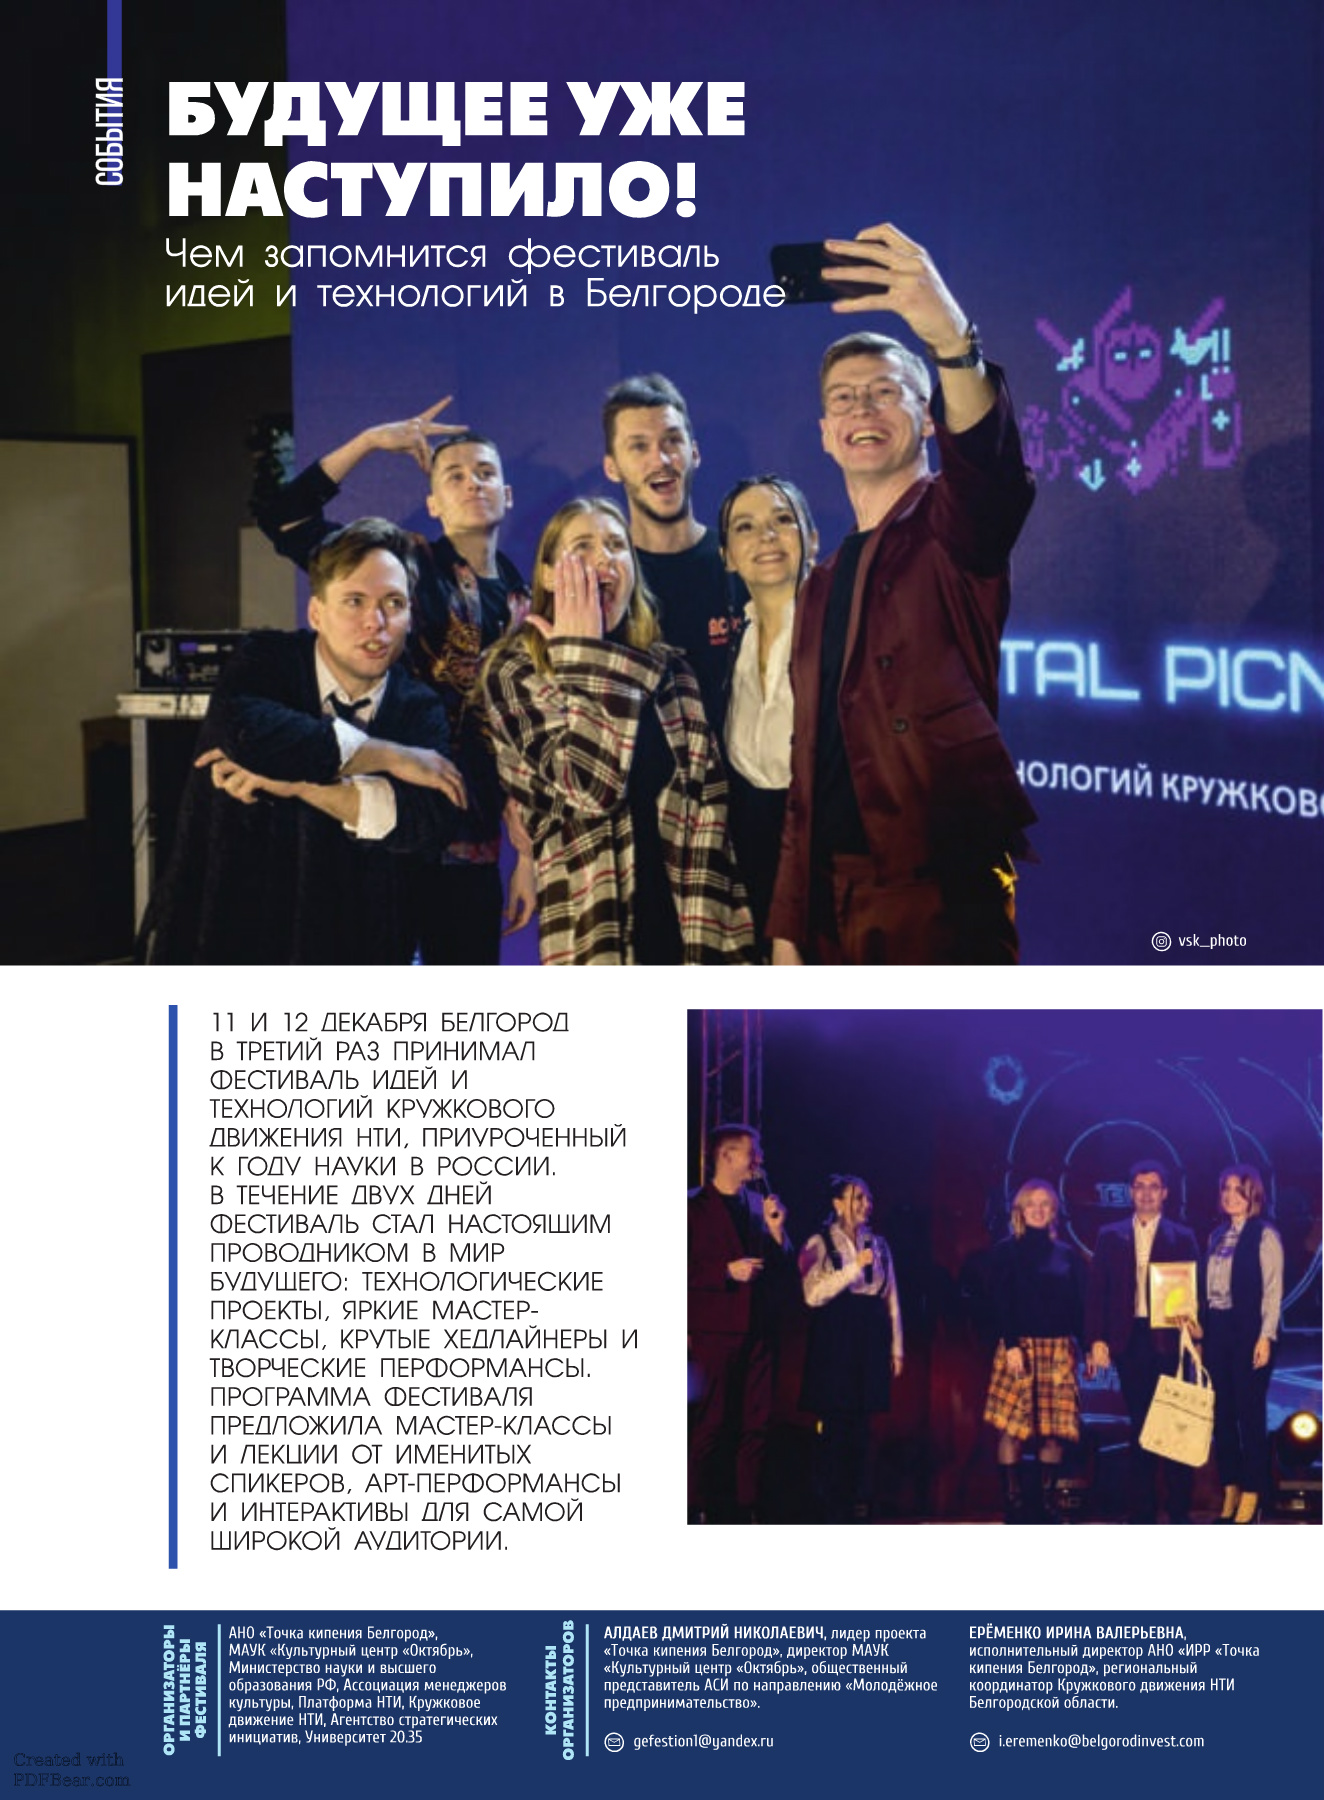 СОБЫТИЯ
БУДУЩЕЕ УЖЕ
НАСТУПИЛО!
Чем запомнится фестиваль
идей и технологий в Белгороде
TAL PICN
НОЛОГИЙ КРУЖКОВО
vsk_photo
11 И 12 ДЕКАБРЯ БЕЛГОРОД
В ТРЕТИЙ РАЗ ПРИНИМАЛ
ФЕСТИВАЛЬ ИДЕЙ И
ТЕХНОЛОГИЙ КРУЖКОВОГО
ДВИЖЕНИЯ НТИ, ПРИУРОЧЕННЫЙ
К ГОДУ НАУКИ В РОССИИ.
В ТЕЧЕНИЕ ДВУХ ДНЕЙ
ФЕСТИВАЛЬ СТАЛ НАСТОЯЩИМ
ПРОВОДНИКОМ В МИР
БУДУЩЕГО: ТЕХНОЛОГИЧЕСКИЕ
ПРОЕКТЫ, ЯРКИЕ МАСТЕР-
КЛАССЫ, КРУТЫЕ ХЕДЛАЙНЕРЫ И
ТВОРЧЕСКИЕ ПЕРФОРМАНСЫ.
ПРОГРАММА ФЕСТИВАЛЯ
ПРЕДЛОЖИЛА МАСТЕР-КЛАССЫ
И ЛЕКЦИИ ОТ ИМЕНИТЫХ
СПИКЕРОВ, АРТ-ПЕРФОРМАНСЫ
И ИНТЕРАКТИВЫ ДЛЯ САМОЙ
ШИРОКОЙ АУДИТОРИИ.
ОРГАНИЗАТОРЫ
И ПАРТНЁРЫ
ФЕСТИВАЛЯ
АНО «Точка кипения Белгород»,
МАУК «Культурный центр «Октябрь»,
Министерство науки и высшего
образования РФ, Ассоциация менеджеров
культуры, Платформа НТИ, Кружковое
движение НТИ, Агентство стратегических
инициатив, Университет 20.35
КОНТАКТЫ
ОРГАНИЗАТОРОВ
АЛДАЕВ ДМИТРИЙ НИКОЛАЕВИЧ, лидер проекта
«Точка кипения Белгород», директор МАУК
«Культурный центр «Октябрь», общественный
представитель АСИ по направлению «Молодёжное
предпринимательство».
gefestion1@yandex.ru
ЕРЁМЕНКО ИРИНА ВАЛЕРЬЕВНА,
исполнительный директор АНО «ИРР «Точка
кипения Белгород», региональный
координатор Кружкового движения НТИ
Белгородской области.
i.eremenko@belgorodinvest.com
Created with
PDFBear.com